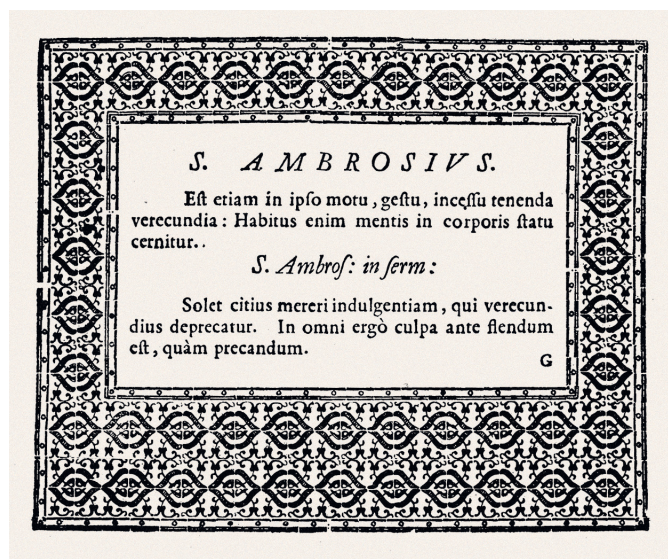 S. AMBROSIVS.
Eſt etiam in ipſo motu, geſtu, inceſſu tenenda
verecundia: Habitus enim mentis in corporis ſtatu
cernitur..
S. Ambroſ: in ſerm:
Solet citius mereri indulgentiam, qui verecun-
dius deprecatur. In omni ergò culpa ante flendum
eſt, quàm precandum.
G